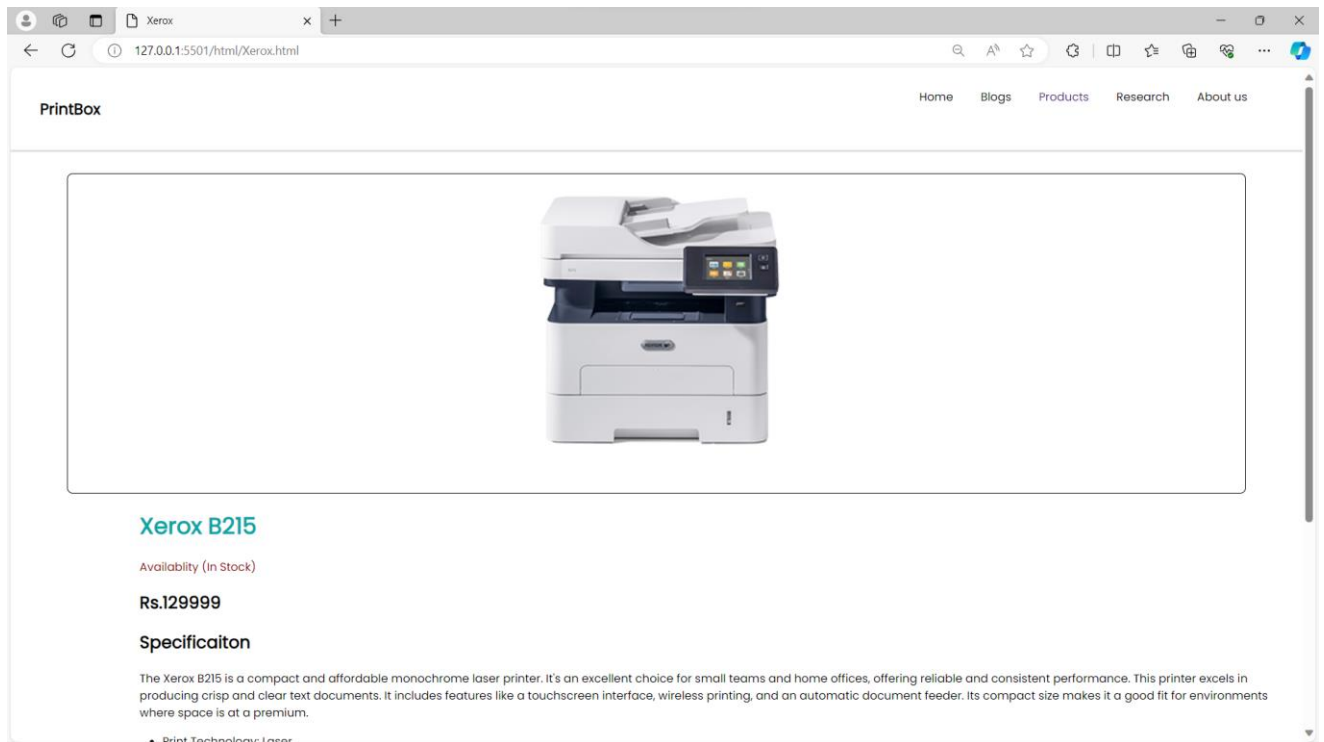 Xerox
127.0.0.1:5501/html/Xerox.html
PrintBox
Home Blogs Products Research About us
Xerox B215
Availablity (In Stock)
Rs.129999
Specificaiton
The Xerox B215 is a compact and affordable monochrome laser printer. It's an excellent choice for small teams and home offices, offering reliable and consistent performance. This printer excels in
producing crisp and clear text documents. It includes features like a touchscreen interface, wireless printing, and an automatic document feeder. Its compact size makes it a good fit for environments
where space is at a premium.
• Print Technology: Laser